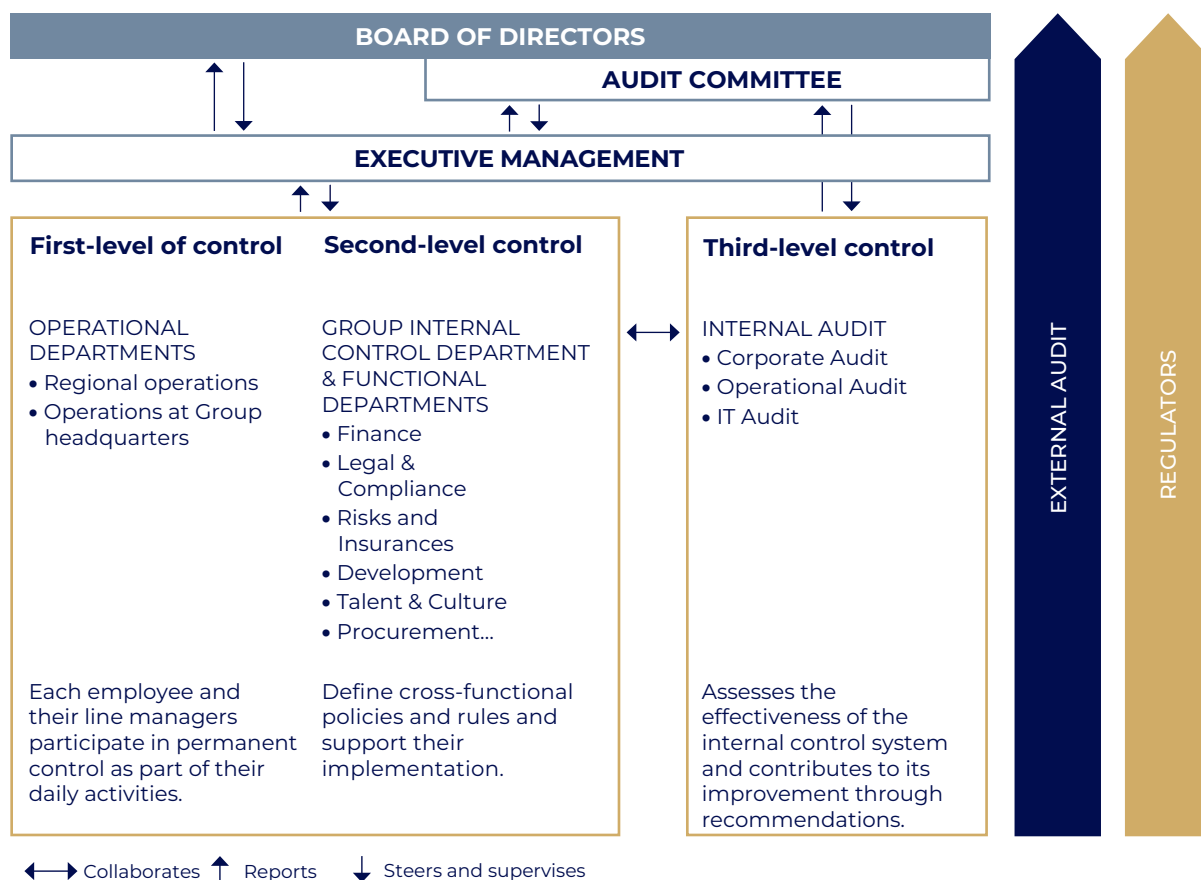 BOARD OF DIRECTORS
AUDIT COMMITTEE
EXECUTIVE MANAGEMENT
First-level of control
OPERATIONAL
DEPARTMENTS
• Regional operations
• Operations at Group
headquarters
Each employee and
their line managers
participate in permanent
control as part of their
daily activities.
Second-level control
GROUP INTERNAL
CONTROL DEPARTMENT
& FUNCTIONAL
DEPARTMENTS
• Finance
• Legal &
Compliance
• Risks and
Insurances
• Development
• Talent & Culture
• Procurement...
Define cross-functional
policies and rules and
support their
implementation.
Third-level control
INTERNAL AUDIT
• Corporate Audit
• Operational Audit
• IT Audit
Assesses the
effectiveness of the
internal control system
and contributes to its
improvement through
recommendations.
EXTERNAL AUDIT
REGULATORS
Collaborates
Reports
Steers and supervises